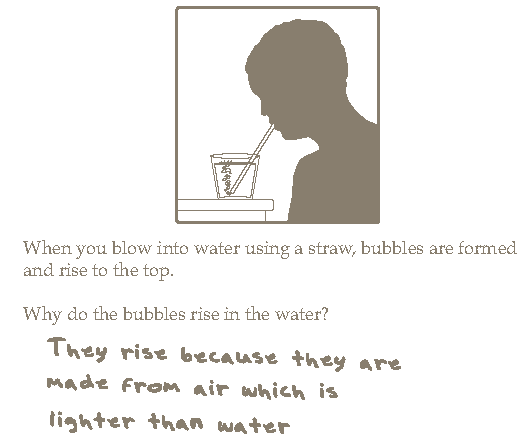 When you blow into water using a straw, bubbles are formed
and rise to the top.
Why do the bubbles rise in the water?
They rise because they are
made from air which is
lighter than water